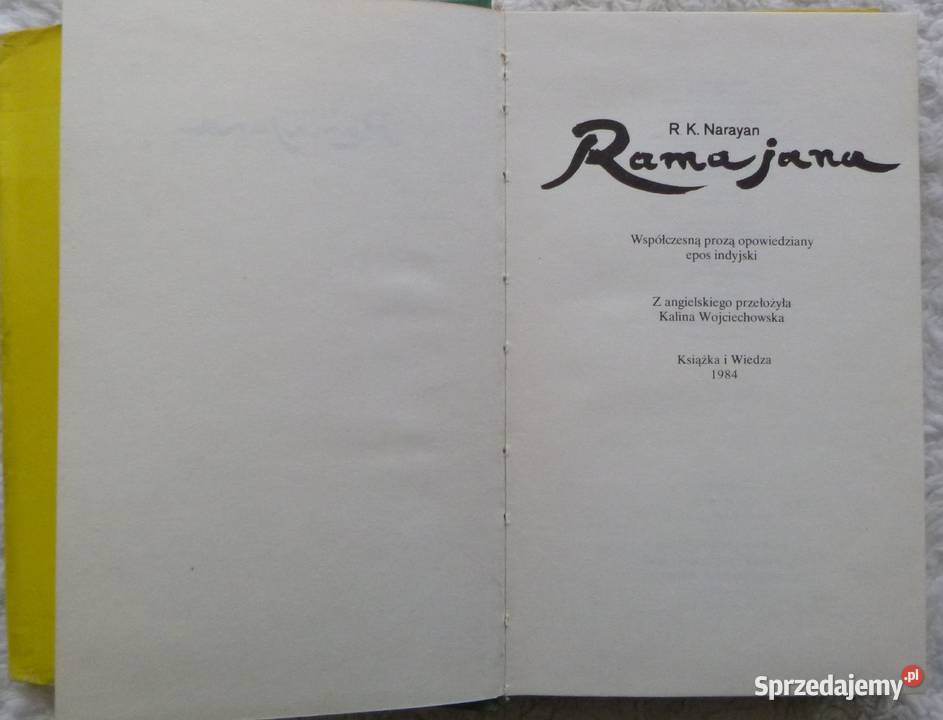 R. K. Narayan
Ramajana
Współczesną prozą opowiedziany
epos indyjski
Z angielskiego przełożyła
Kalina Wojciechowska
Książka i Wiedza
1984
Sprzedajemy.pl